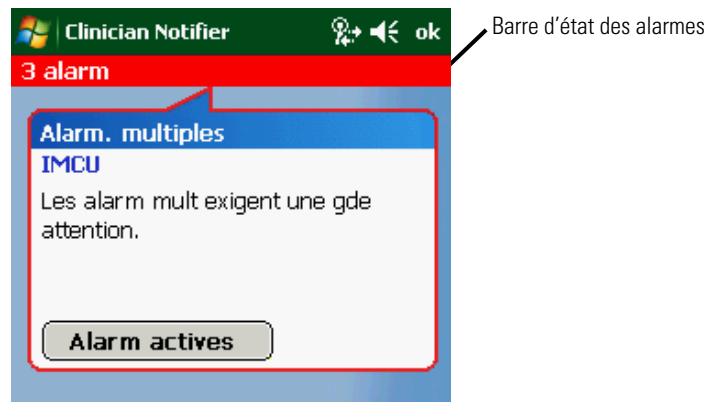 Clinician Notifier ok
Barre d'état des alarmes
3 alarm
Alarm. multiples
IMCU
Les alarm mult exigent une gde
attention.
Alarm actives